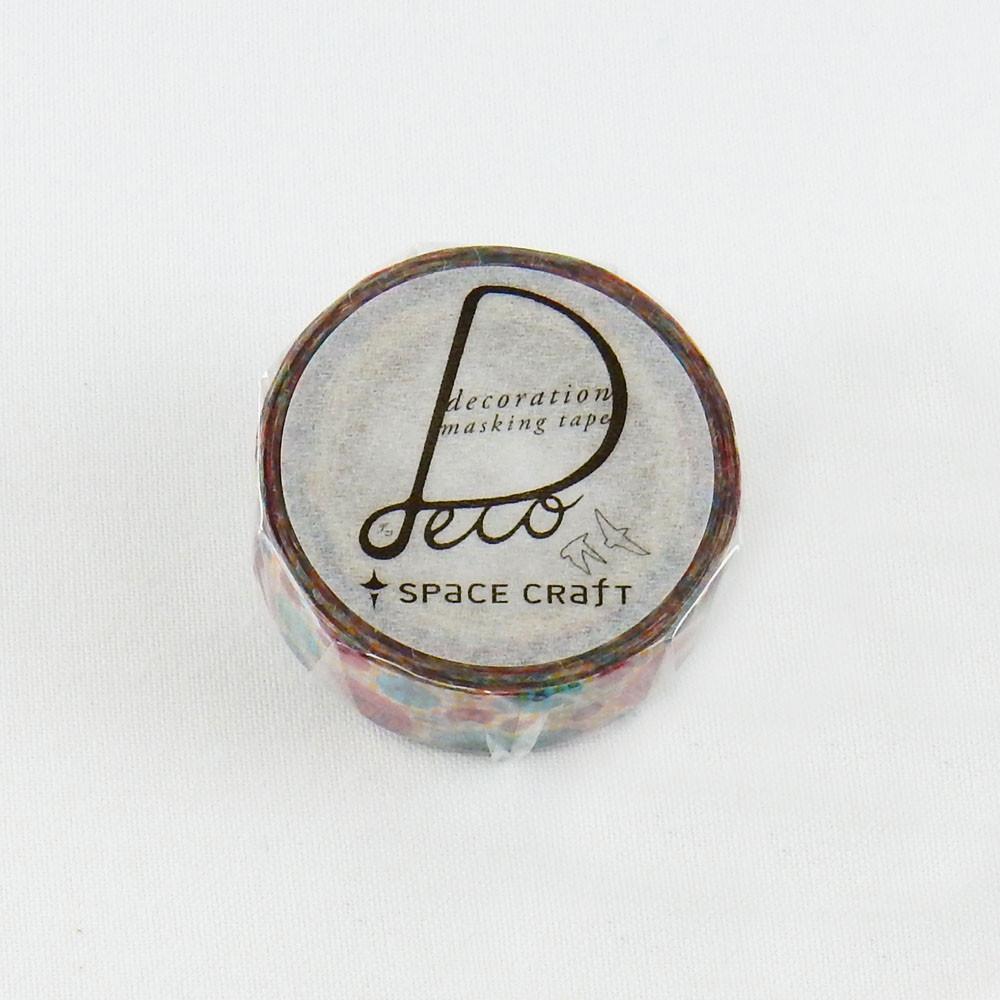 D
decoration
masking tape
deco
SPACE CRAFT